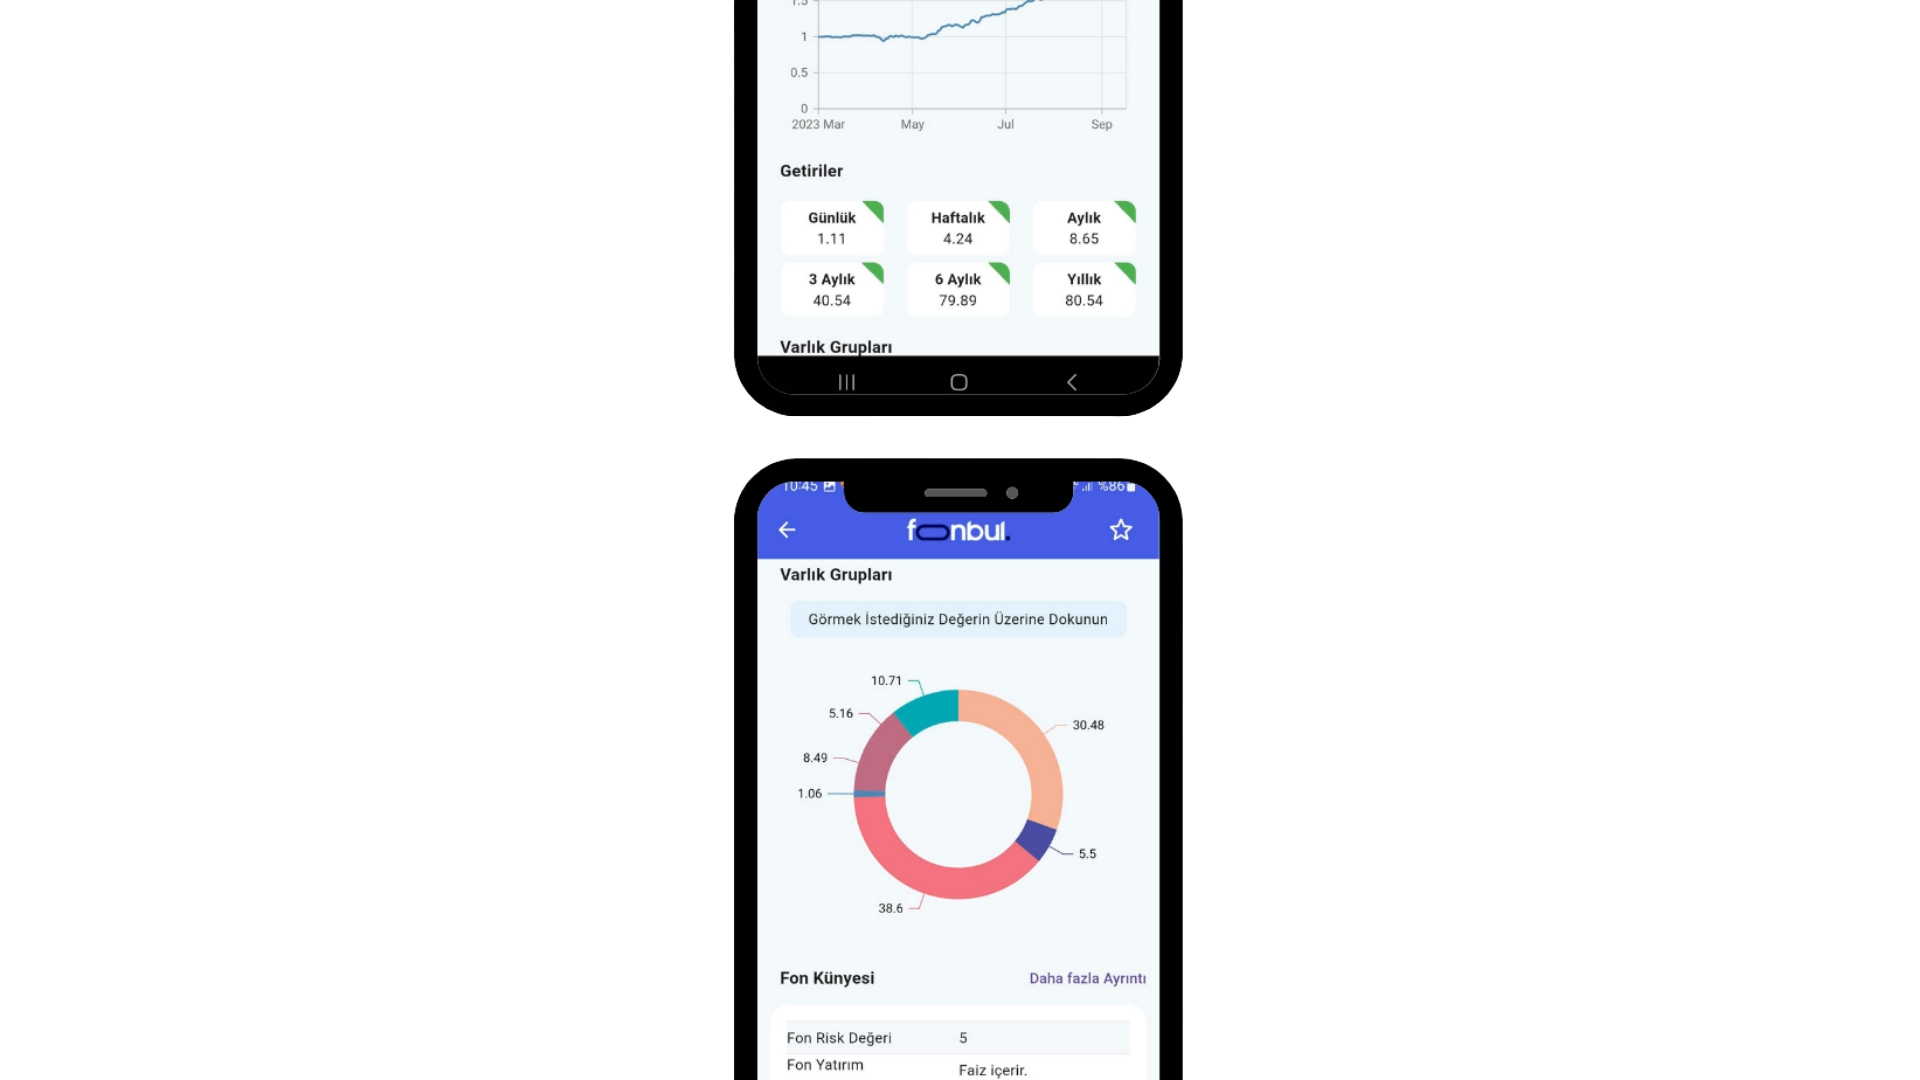 1.5
1
0.5
0
2023 Mar May Jul Sep
Getiriler
Günlük Haftalık Aylık
1.11 4.24 8.65
3 Aylık 6 Aylık Yıllık
40.54 79.89 80.54
Varlık Grupları
10:45 %86
fonbul.
Varlık Grupları
Görmek İstediğiniz Değerin Üzerine Dokunun
10.71
5.16
30.48
8.49
1.06
5.5
38.6
Fon Künyesi Daha fazla Ayrıntı
Fon Risk Değeri 5
Fon Yatırım Faiz içerir.